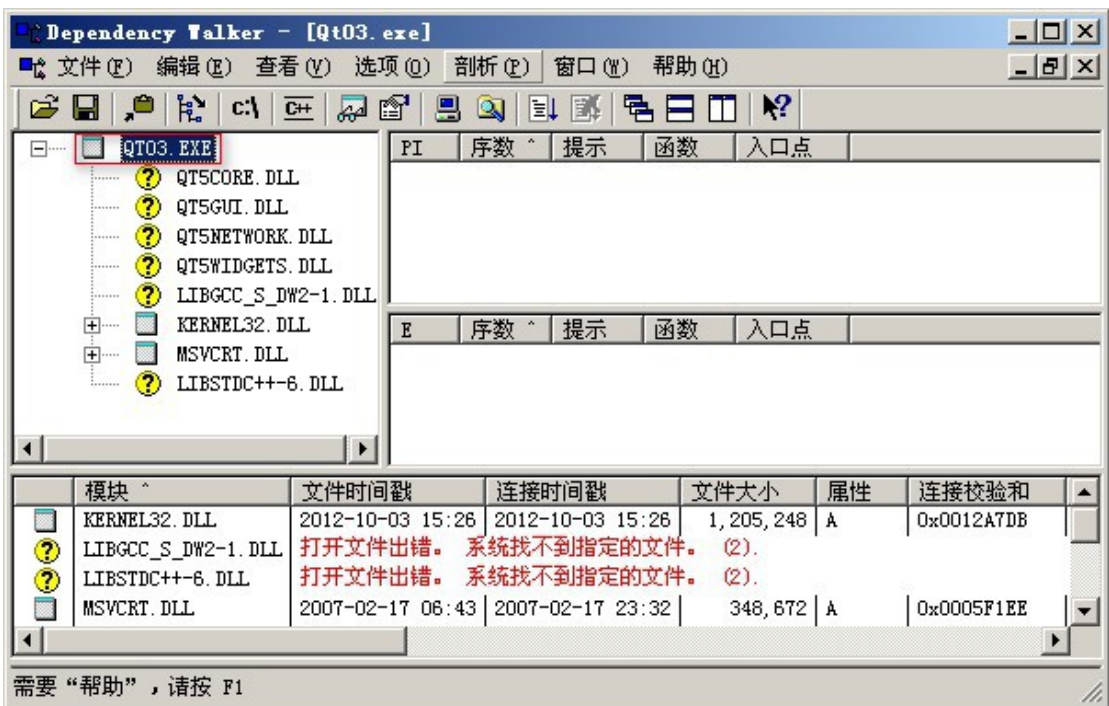 Dependency Walker - [Qt03.exe]
文件(F) 编辑(E) 查看(V) 选项(O) 剖析(P) 窗口(W) 帮助(H)
c:\ C++
QT03.EXE
QT5CORE.DLL
QT5GUI.DLL
QT5NETWORK.DLL
QT5WIDGETS.DLL
LIBGCC_S_DW2-1.DLL
KERNEL32.DLL
MSVCRT.DLL
LIBSTDC++-6.DLL
PI 序数 ^ 提示 函数 入口点
E 序数 ^ 提示 函数 入口点
模块 ^ 文件时间戳 连接时间戳 文件大小 属性 连接校验和
KERNEL32.DLL 2012-10-03 15:26 2012-10-03 15:26 1,205,248 A 0x0012A7DB
LIBGCC_S_DW2-1.DLL 打开文件出错。 系统找不到指定的文件。 (2).
LIBSTDC++-6.DLL 打开文件出错。 系统找不到指定的文件。 (2).
MSVCRT.DLL 2007-02-17 06:43 2007-02-17 23:32 348,672 A 0x0005F1EE
需要“帮助”,请按 F1